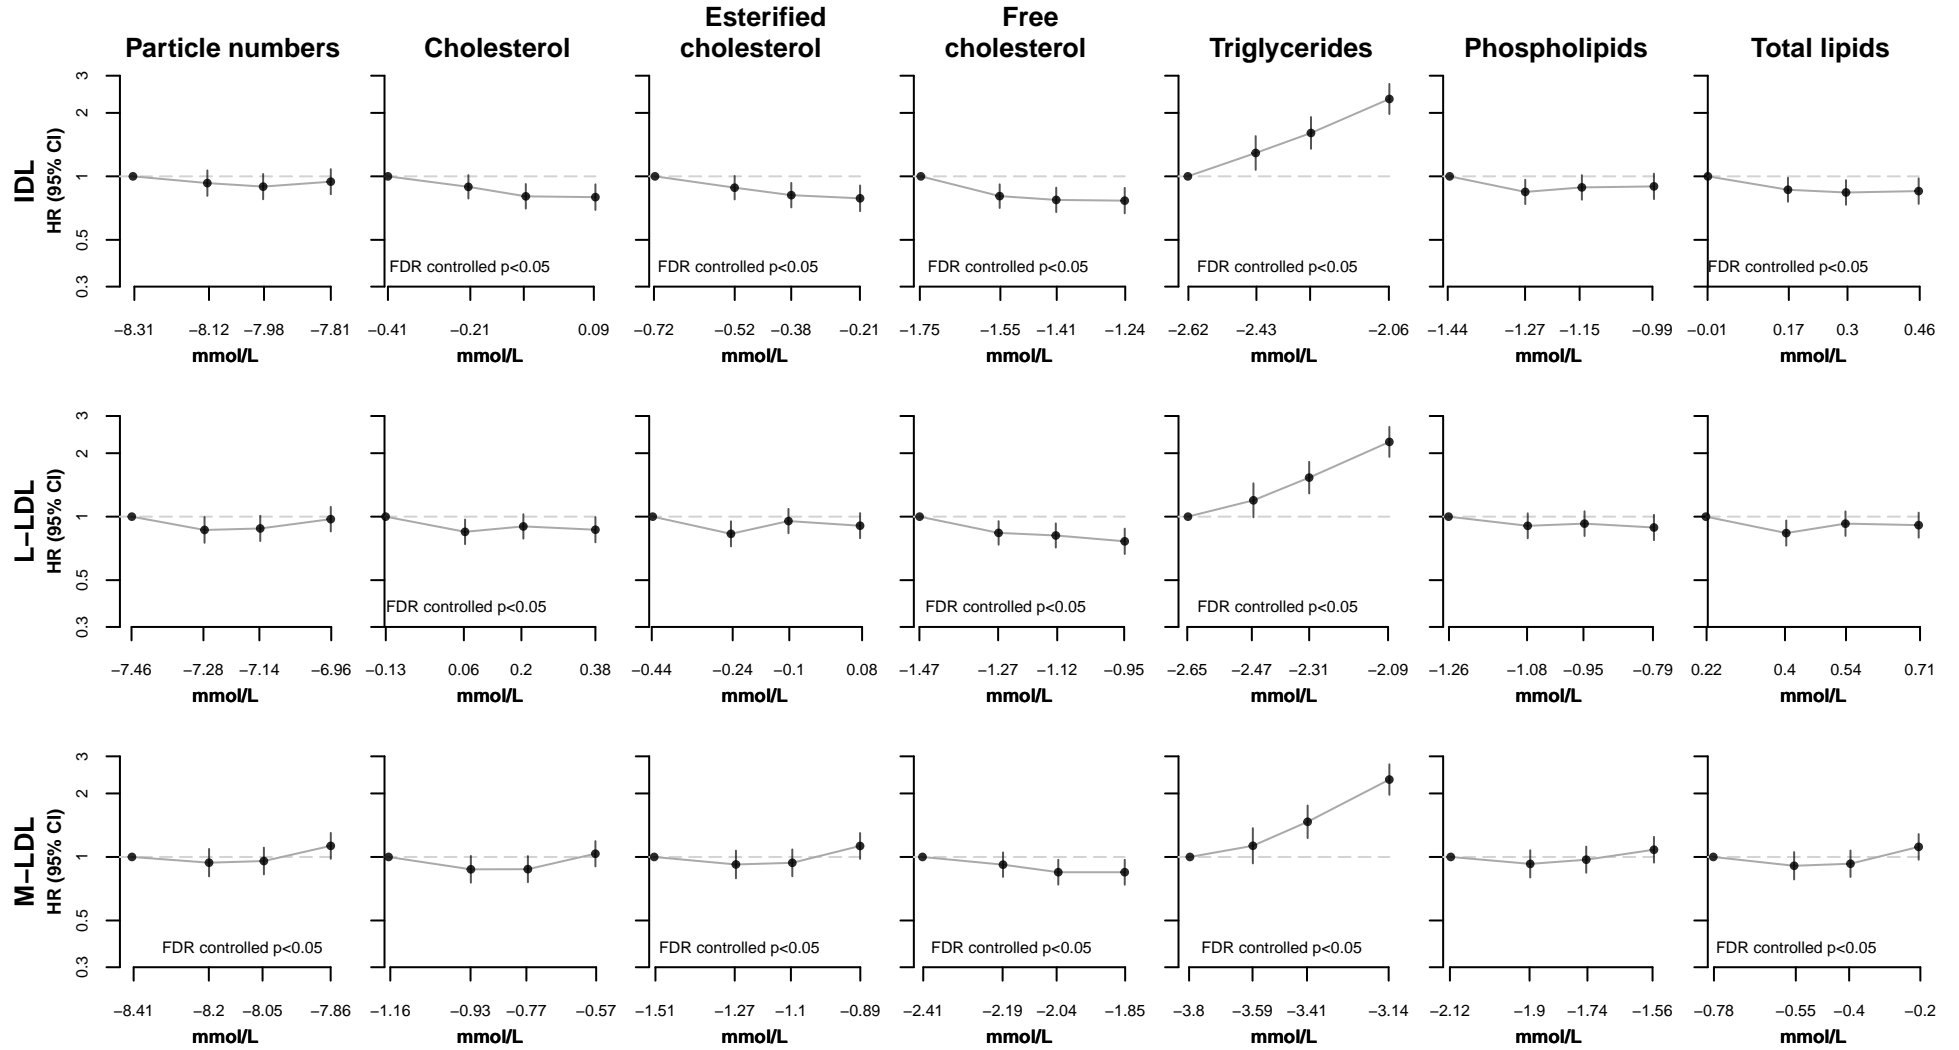 Particle numbers
Cholesterol
Esterified
cholesterol
Free
cholesterol
Triglycerides
Phospholipids
Total lipids
IDL
HR (95% CI)
3
2
1
0.5
0.3
FDR controlled p<0.05
FDR controlled p<0.05
FDR controlled p<0.05
FDR controlled p<0.05
FDR controlled p<0.05
−8.31 −8.12 −7.98 −7.81
−0.41 −0.21 0.09
−0.72 −0.52 −0.38 −0.21
−1.75 −1.55 −1.41 −1.24
−2.62 −2.43 −2.06
−1.44 −1.27 −1.15 −0.99
−0.01 0.17 0.3 0.46
mmol/L
mmol/L
mmol/L
mmol/L
mmol/L
mmol/L
mmol/L
L−LDL
HR (95% CI)
3
2
1
0.5
0.3
FDR controlled p<0.05
FDR controlled p<0.05
FDR controlled p<0.05
−7.46 −7.28 −7.14 −6.96
−0.13 0.06 0.2 0.38
−0.44 −0.24 −0.1 0.08
−1.47 −1.27 −1.12 −0.95
−2.65 −2.47 −2.31 −2.09
−1.26 −1.08 −0.95 −0.79
0.22 0.4 0.54 0.71
mmol/L
mmol/L
mmol/L
mmol/L
mmol/L
mmol/L
mmol/L
M−LDL
HR (95% CI)
3
2
1
0.5
0.3
FDR controlled p<0.05
FDR controlled p<0.05
FDR controlled p<0.05
FDR controlled p<0.05
FDR controlled p<0.05
−8.41 −8.2 −8.05 −7.86
−1.16 −0.93 −0.77 −0.57
−1.51 −1.27 −1.1 −0.89
−2.41 −2.19 −2.04 −1.85
−3.8 −3.59 −3.41 −3.14
−2.12 −1.9 −1.74 −1.56
−0.78 −0.55 −0.4 −0.2
mmol/L
mmol/L
mmol/L
mmol/L
mmol/L
mmol/L
mmol/L